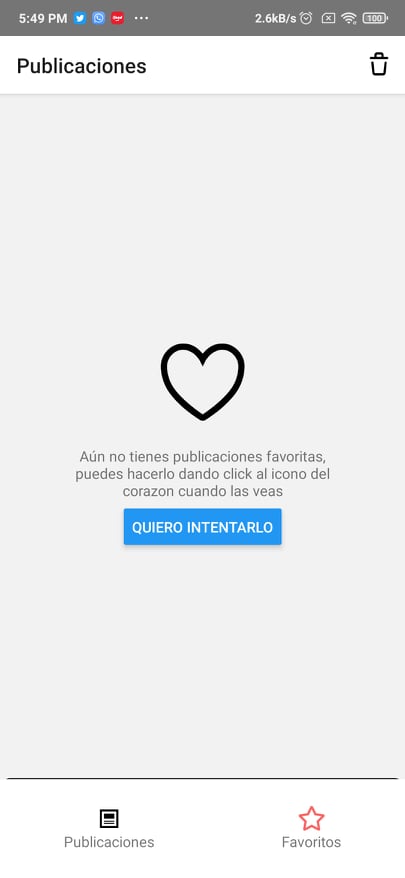 5:49 PM
2.6kB/s
100
Publicaciones
Aún no tienes publicaciones favoritas,
puedes hacerlo dando click al icono del
corazon cuando las veas
QUIERO INTENTARLO
Publicaciones
Favoritos